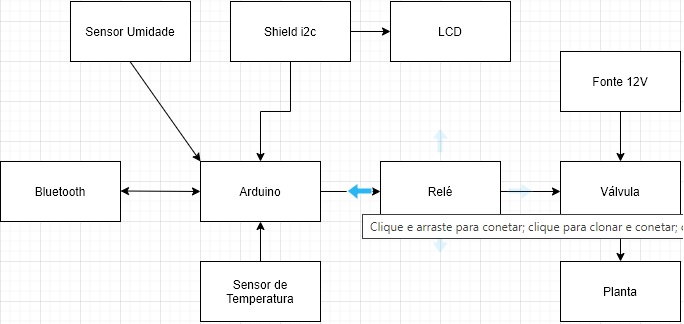 Sensor Umidade
Shield i2c
LCD
Fonte 12V
Bluetooth
Arduino
Relé
Válvula
Clique e arraste para conetar; clique para clonar e conetar;
Sensor de
Temperatura
Planta